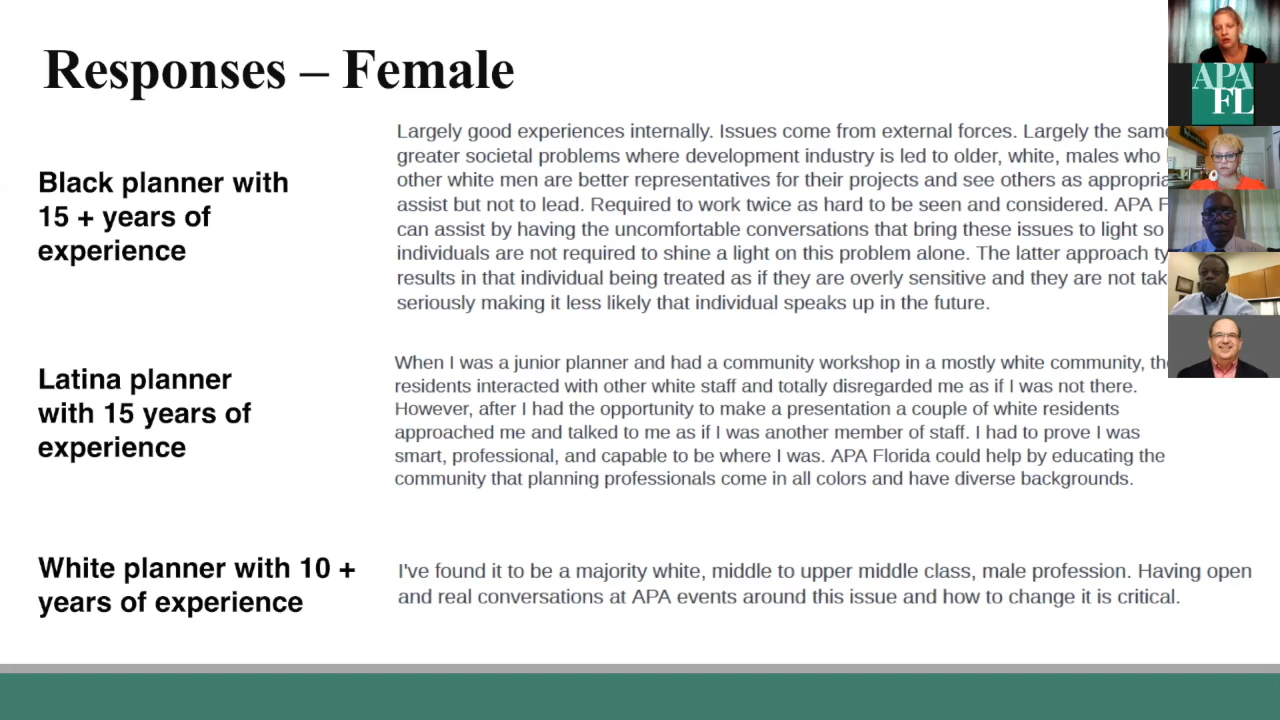 Responses – Female
Black planner with
15 + years of
experience
Largely good experiences internally. Issues come from external forces. Largely the same
greater societal problems where development industry is led to older, white, males who
other white men are better representatives for their projects and see others as
assist but not to lead. Required to work twice as hard to be seen and considered. APA
can assist by having the uncomfortable conversations that bring these issues to light so
individuals are not required to shine a light on this problem alone. The latter approach
results in that individual being treated as if they are overly sensitive and they are not
seriously making it less likely that individual speaks up in the future.
Latina planner
with 15 years of
experience
When I was a junior planner and had a community workshop in a mostly white community,
residents interacted with other white staff and totally disregarded me as if I was not there.
However, after I had the opportunity to make a presentation a couple of white residents
approached me and talked to me as if I was another member of staff. I had to prove I was
smart, professional, and capable to be where I was. APA Florida could help by educating the
community that planning professionals come in all colors and have diverse backgrounds.
White planner with 10 +
years of experience
I've found it to be a majority white, middle to upper middle class, male profession. Having open
and real conversations at APA events around this issue and how to change it is critical.
APA
FL